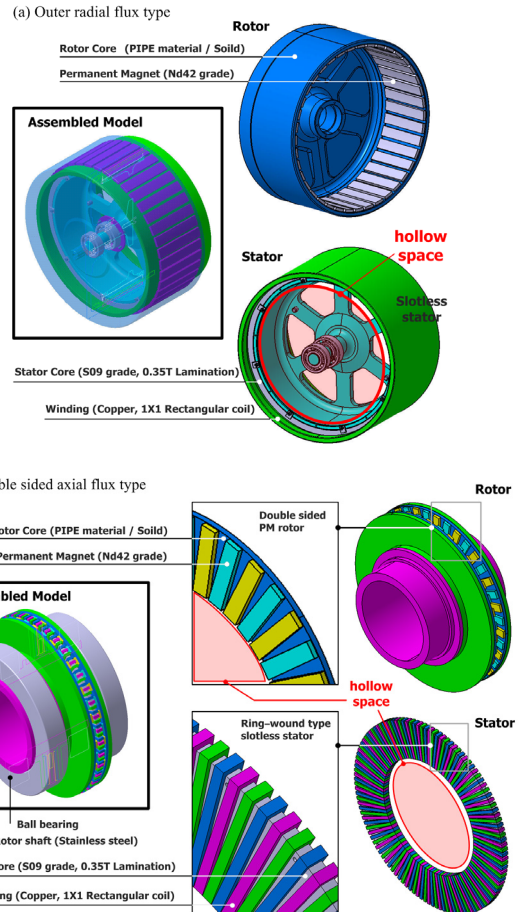 (a) Outer radial flux type
Rotor
Rotor Core (PIPE material / Soild)
Permanent Magnet (Nd42 grade)
Assembled Model
hollow
space
Stator
Slotless
stator
Stator Core (S09 grade, 0.35T Lamination)
Winding (Copper, 1X1 Rectangular coil)
ble sided axial flux type
Rotor
Double sided
PM rotor
otor Core (PIPE material / Soild)
Permanent Magnet (Nd42 grade)
bled Model
hollow
space
Ring-wound type
slotless stator
Stator
Ball bearing
otor shaft (Stainless steel)
ore (S09 grade, 0.35T Lamination)
ng (Copper, 1X1 Rectangular coil)